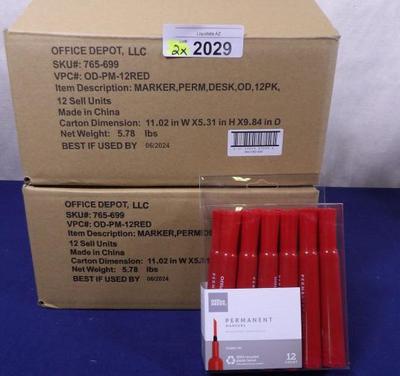 Liquidate AZ
2x 2029
OFFICE DEPOT, LLC
SKU#: 765-699
VPC#: OD-PM-12RED
Item Description: MARKER,PERM,DESK,OD,12PK,
12 Sell Units
Made in China
Carton Dimension: 11.02 in W X5.31 in H X9.84 in D
Net Weight: 5.78 lbs
BEST IF USED BY 06/2024
OFFICE DEPOT, LLC
SKU#: 765-699
VPC#: OD-PM-12RED
Item Description: MARKER,PERM
12 Sell Units
Made in China
Carton Dimension: 11.02 in W X5.31
Net Weight: 5.78 lbs
BEST IF USED BY 06/2024
Office DEPOT
PERMANENT
MARKERS
12